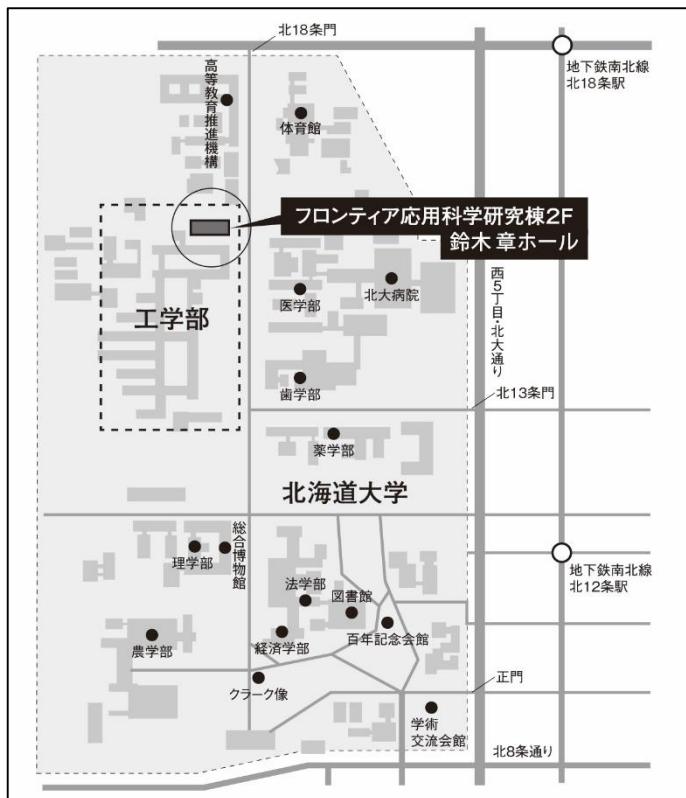 北18条門
地下鉄南北線
北18条駅
高等教育推進機構
体育館
フロンティア応用科学研究棟2F
鈴木 章ホール
北大病院
医学部
工学部
西5丁目・北大通り
歯学部
北13条門
薬学部
北海道大学
総合博物館
理学部
地下鉄南北線
北12条駅
法学部
図書館
百年記念会館
経済学部
農学部
クラーク像
正門
学術
交流会館
北8条通り